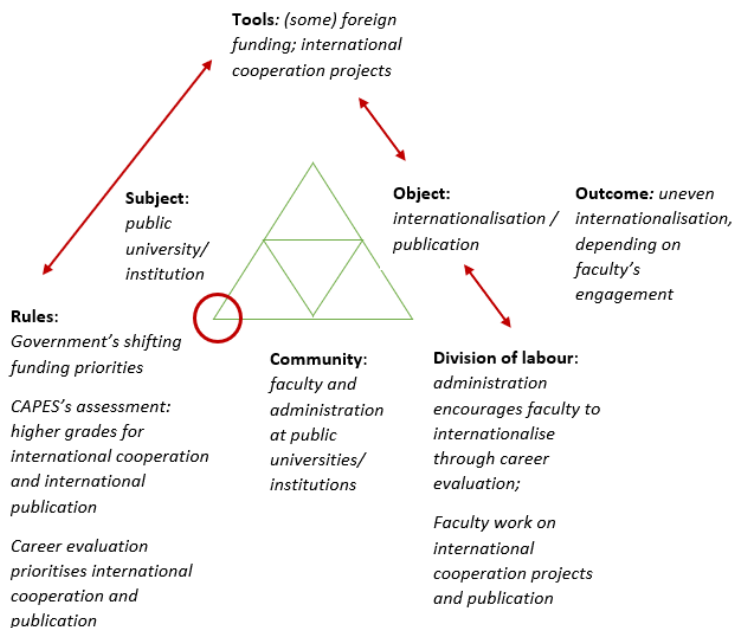 Tools: (some) foreign
funding; international
cooperation projects
Subject:
public
university/
institution
Object:
internationalisation /
publication
Outcome: uneven
internationalisation,
depending on
faculty’s
engagement
Rules:
Government’s shifting
funding priorities
CAPES’s assessment:
higher grades for
international cooperation
and international
publication
Career evaluation
prioritises international
cooperation and
publication
Community:
faculty and
administration
at public
universities/
institutions
Division of labour:
administration
encourages faculty to
internationalise
through career
evaluation;
Faculty work on
international
cooperation projects
and publication